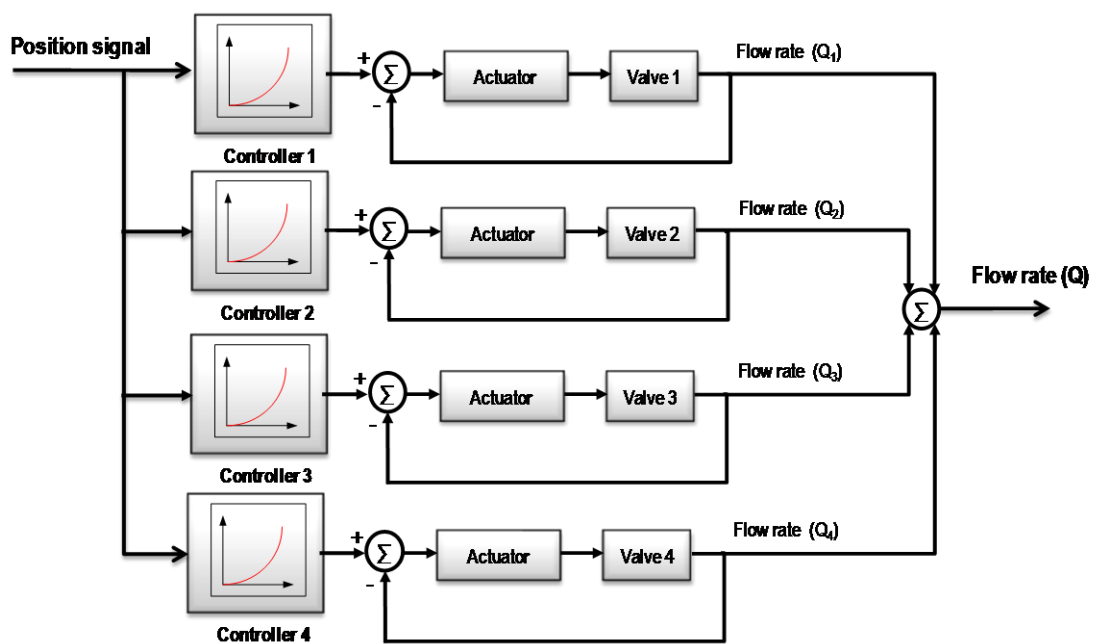 Position signal
Flow rate (Q₁)
+
Σ
Actuator
Valve 1
-
Controller 1
Flow rate (Q₂)
+
Σ
Actuator
Valve 2
-
Controller 2
Flow rate (Q)
Σ
Flow rate (Q₃)
+
Σ
Actuator
Valve 3
-
Controller 3
Flow rate (Q₄)
+
Σ
Actuator
Valve 4
-
Controller 4